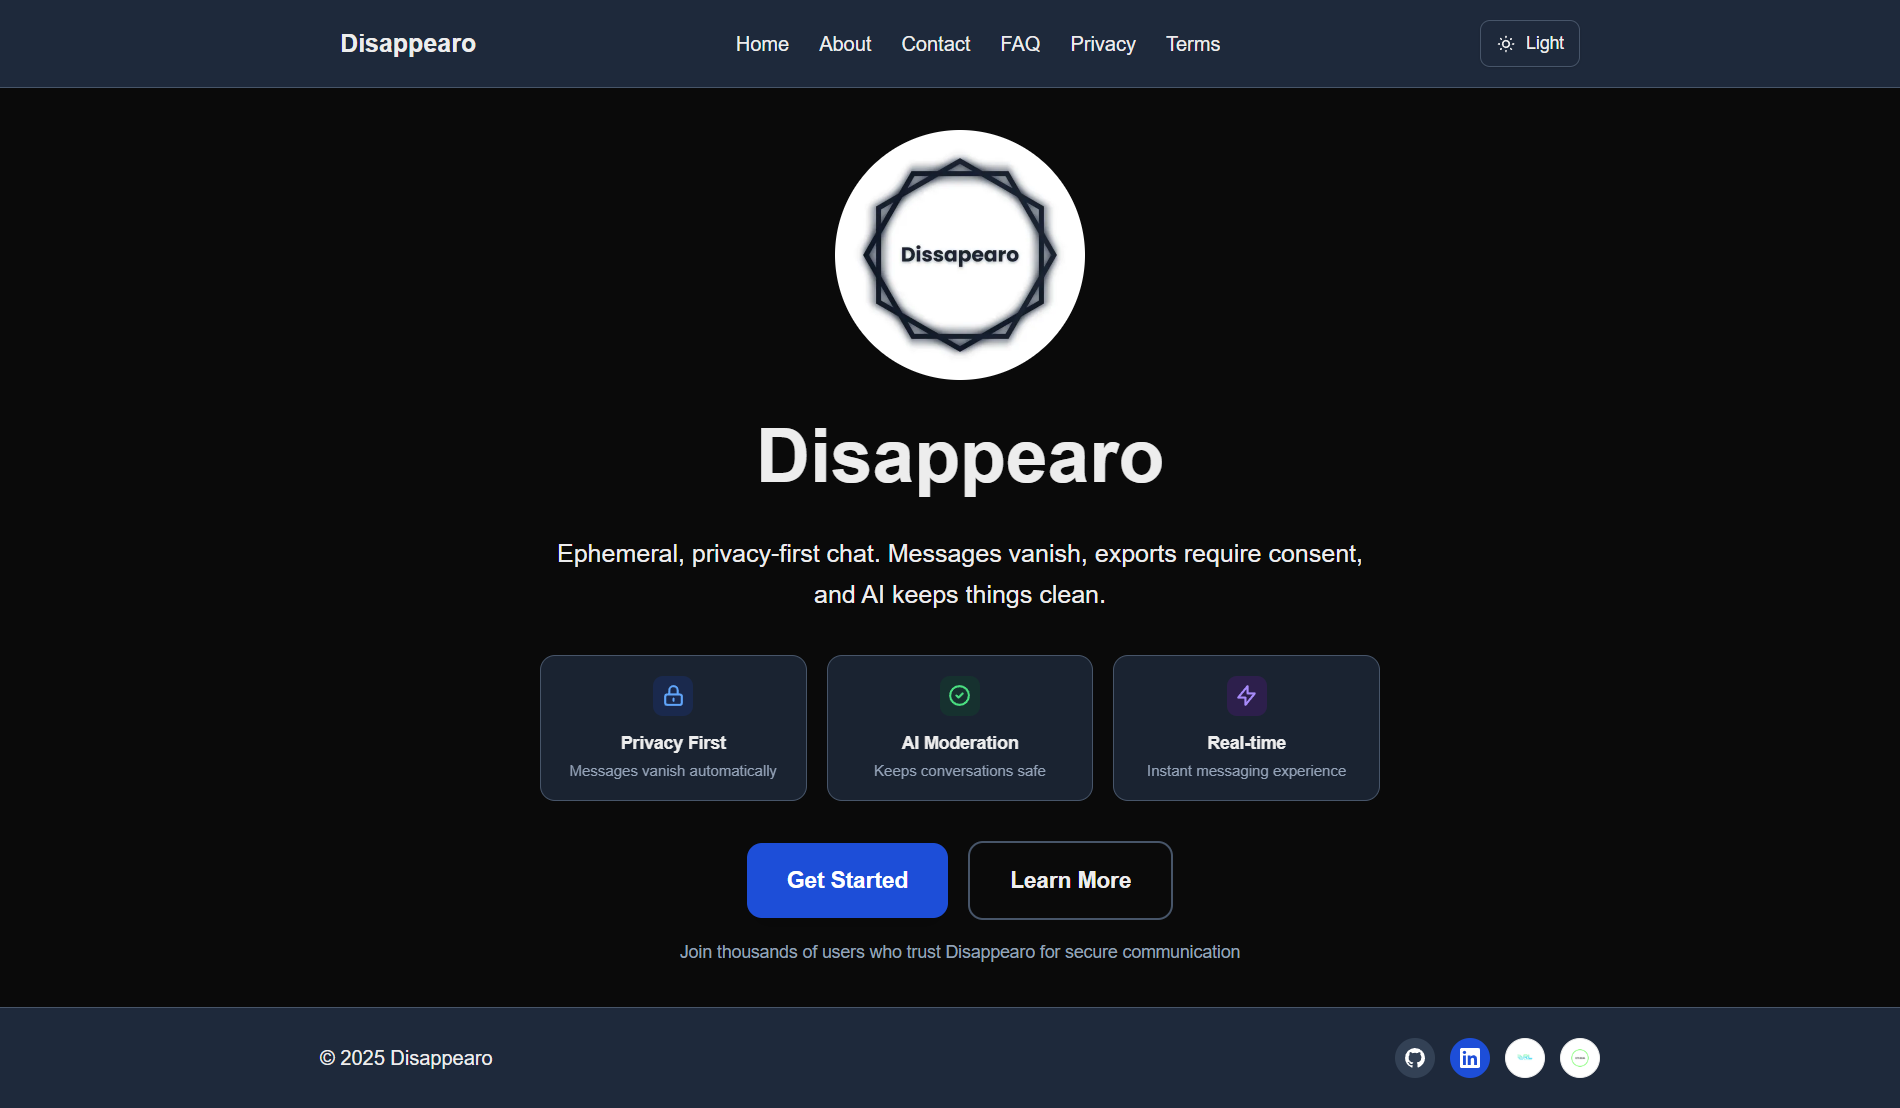 Disappearo
Home About Contact FAQ Privacy Terms
Light
Dissapearo
Disappearo
Ephemeral, privacy-first chat. Messages vanish, exports require consent,
and AI keeps things clean.
Privacy First
Messages vanish automatically
AI Moderation
Keeps conversations safe
Real-time
Instant messaging experience
Get Started
Learn More
Join thousands of users who trust Disappearo for secure communication
© 2025 Disappearo
in